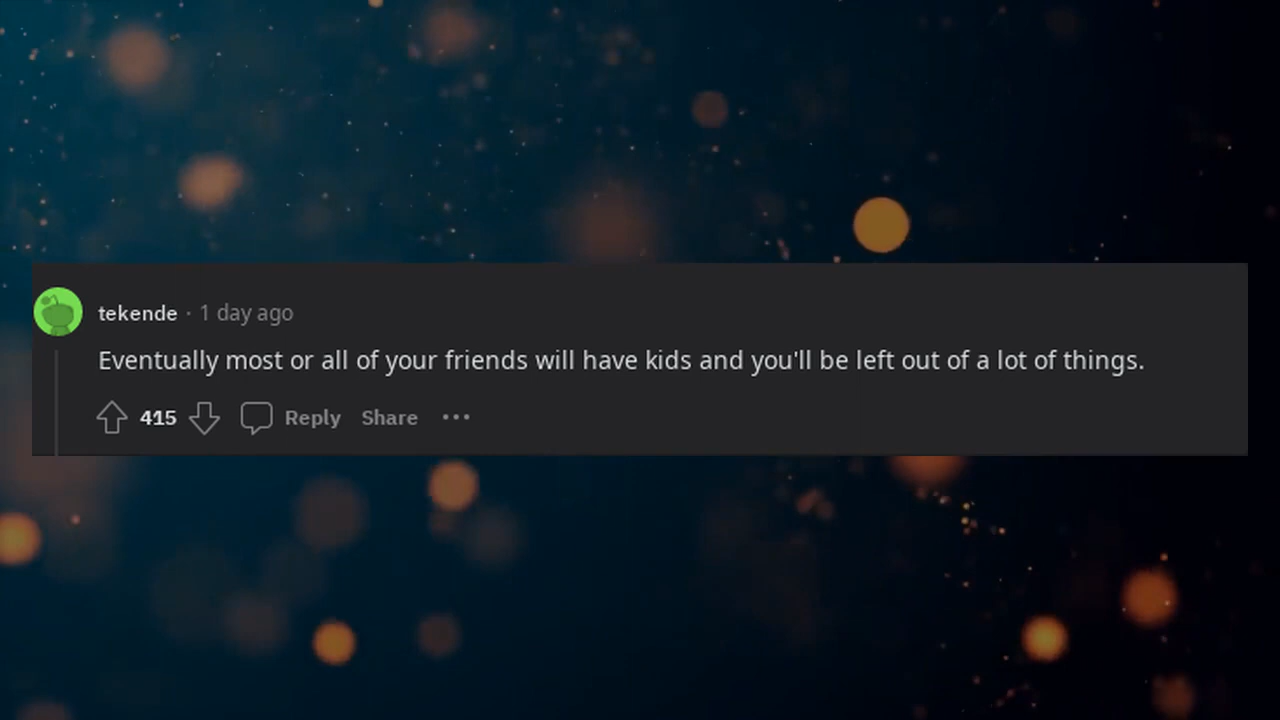 tekende · 1 day ago
Eventually most or all of your friends will have kids and you'll be left out of a lot of things.
415 Reply Share ···